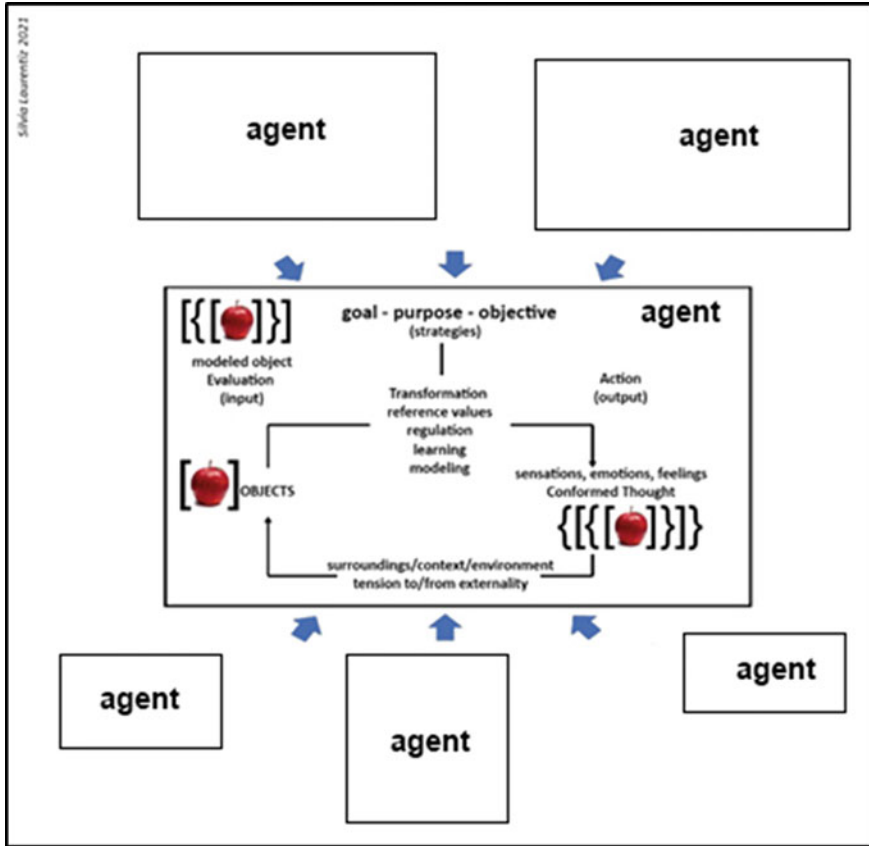 Silvia Laurentiz 2021
agent
agent
agent
goal - purpose - objective
(strategies)
[{[ ]}]
modeled object
Evaluation
(input)
Transformation
reference values
regulation
learning
modeling
Action
(output)
[ ] OBJECTS
sensations, emotions, feelings
Conformed Thought
{[{[ ]}]}
surroundings/context/environment
tension to/from externality
agent
agent
agent